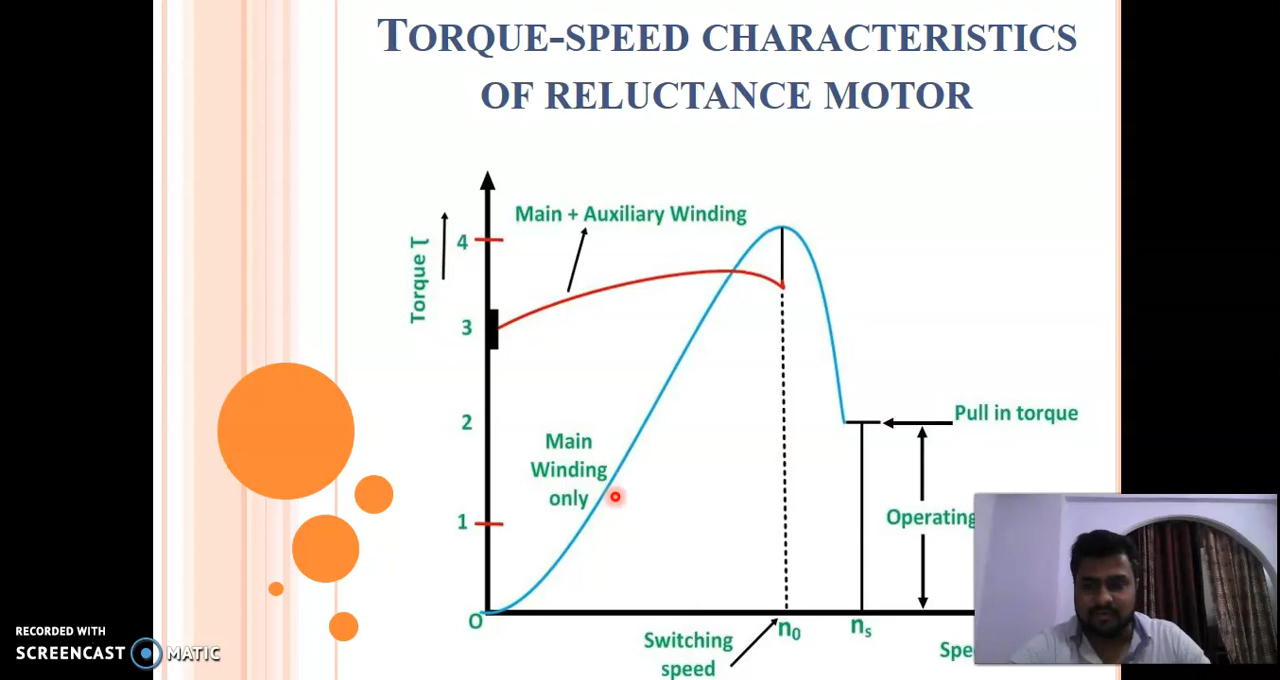 TORQUE-SPEED CHARACTERISTICS
OF RELUCTANCE MOTOR
Main + Auxiliary Winding
Torque τ
4
3
2
1
O
Main
Winding
only
Pull in torque
Operating
n0
ns
Switching
speed
Spe
RECORDED WITH
SCREENCAST MATIC